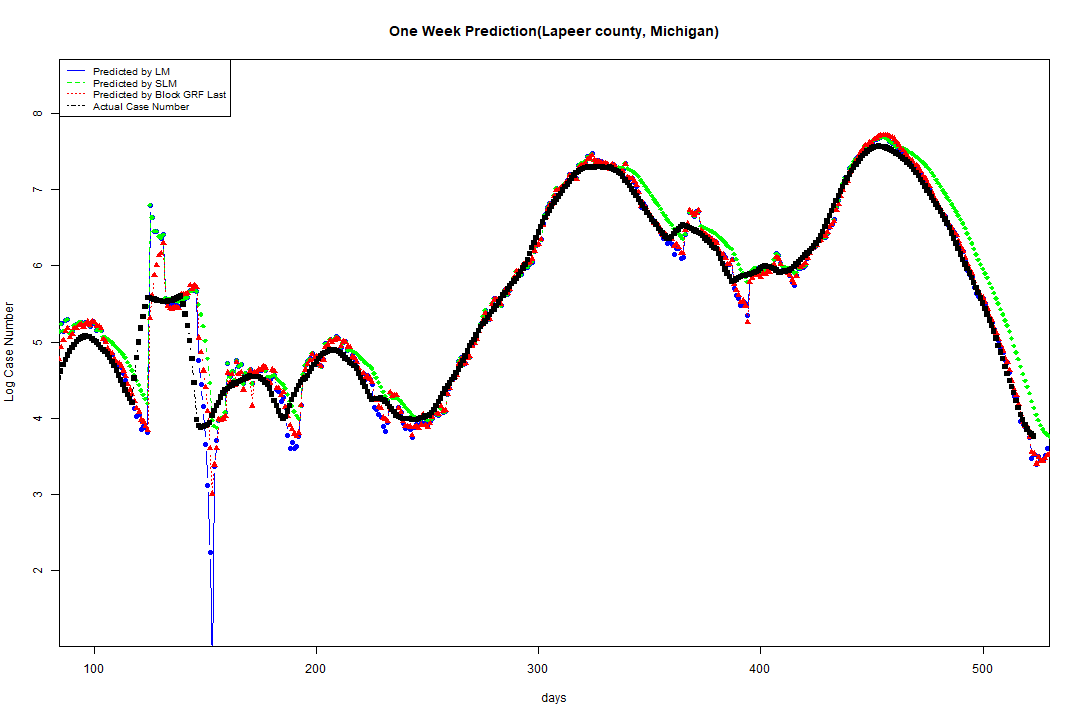 One Week Prediction(Lapeer county, Michigan)
Predicted by LM
Predicted by SLM
Predicted by Block GRF Last
Actual Case Number
Log Case Number
8
7
6
5
4
3
2
100 200 300 400 500
days